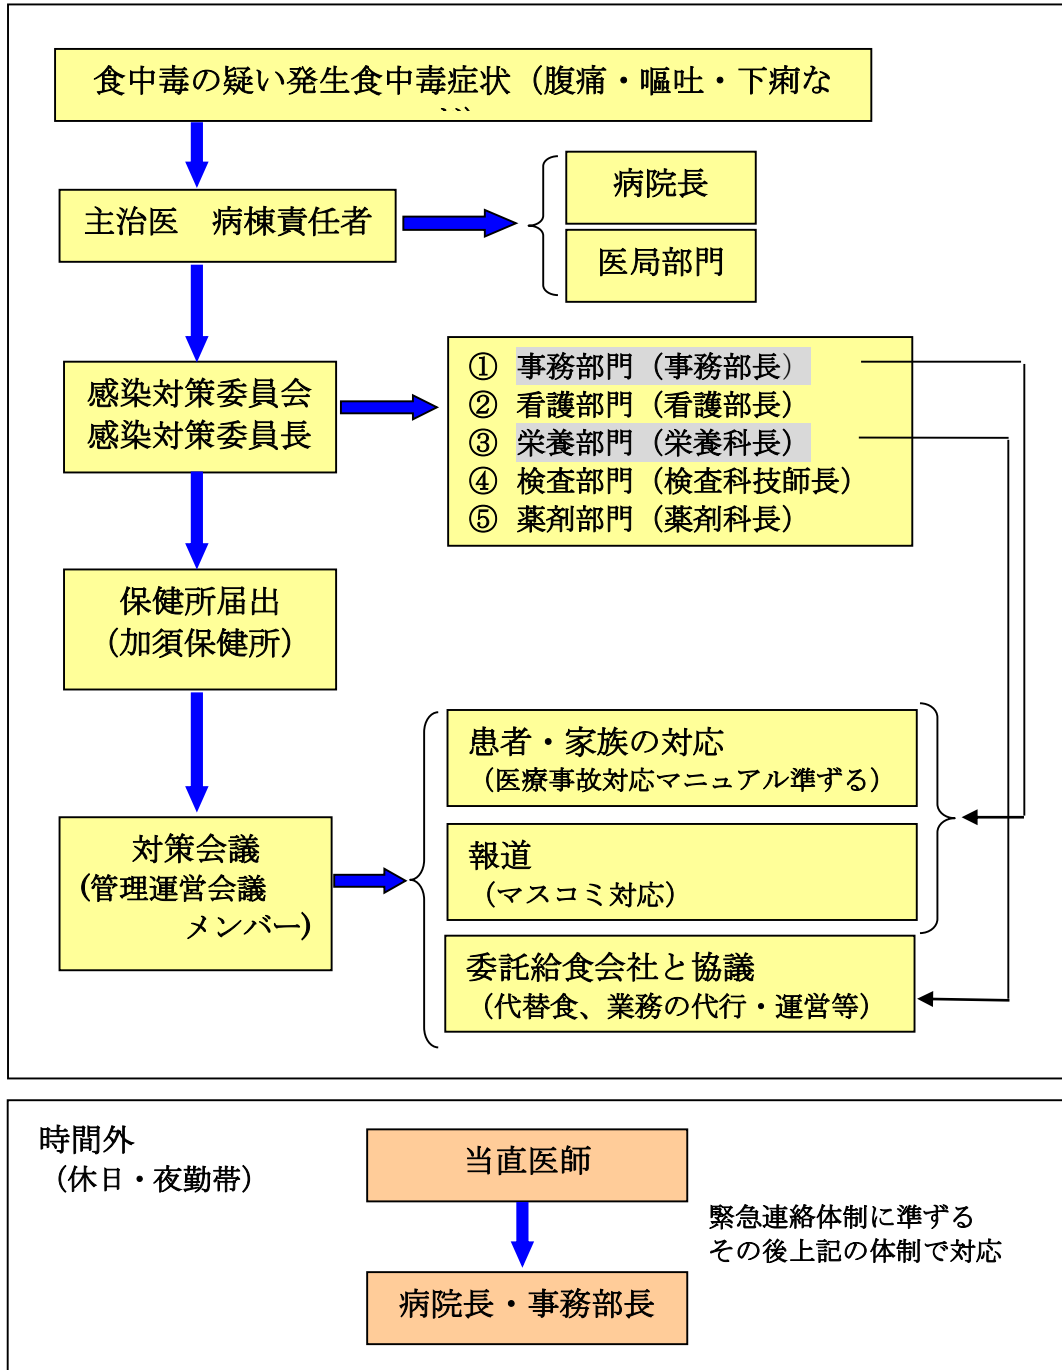 食中毒の疑い発生食中毒症状（腹痛・嘔吐・下痢な
主治医　病棟責任者
病院長
医局部門
感染対策委員会
感染対策委員長
① 事務部門（事務部長）
② 看護部門（看護部長）
③ 栄養部門（栄養科長）
④ 検査部門（検査科技師長）
⑤ 薬剤部門（薬剤科長）
保健所届出
（加須保健所）
対策会議
(管理運営会議
メンバー)
患者・家族の対応
（医療事故対応マニュアル準ずる）
報道
（マスコミ対応）
委託給食会社と協議
（代替食、業務の代行・運営等）
時間外
（休日・夜勤帯）
当直医師
緊急連絡体制に準ずる
その後上記の体制で対応
病院長・事務部長